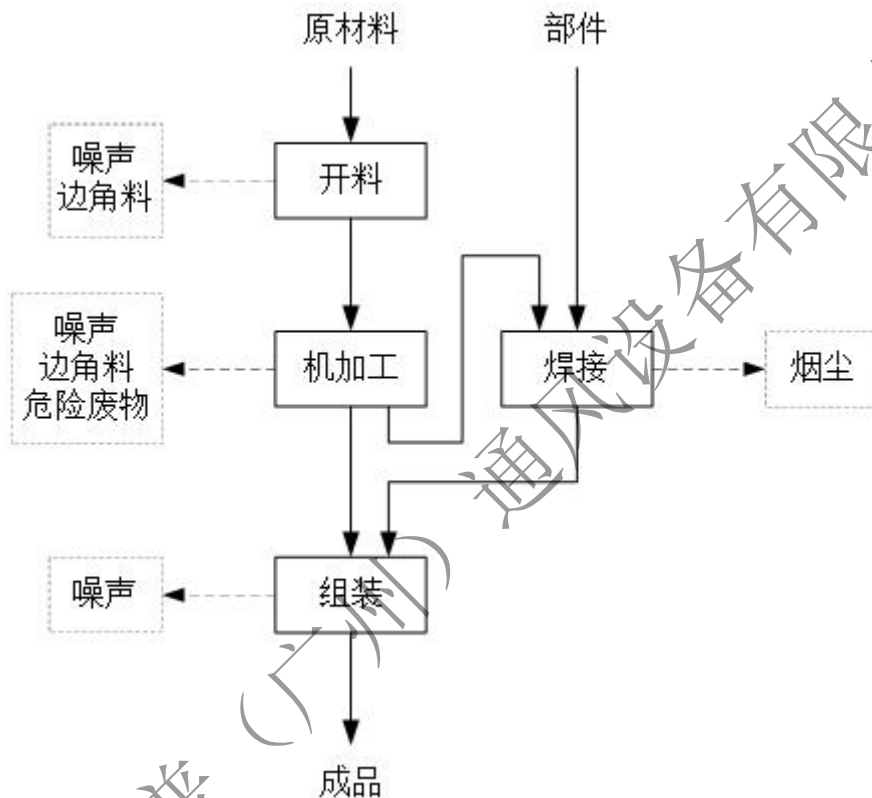 原材料
部件
噪声
边角料
开料
噪声
边角料
危险废物
机加工
焊接
烟尘
噪声
组装
成品
（广州）通风设备有限